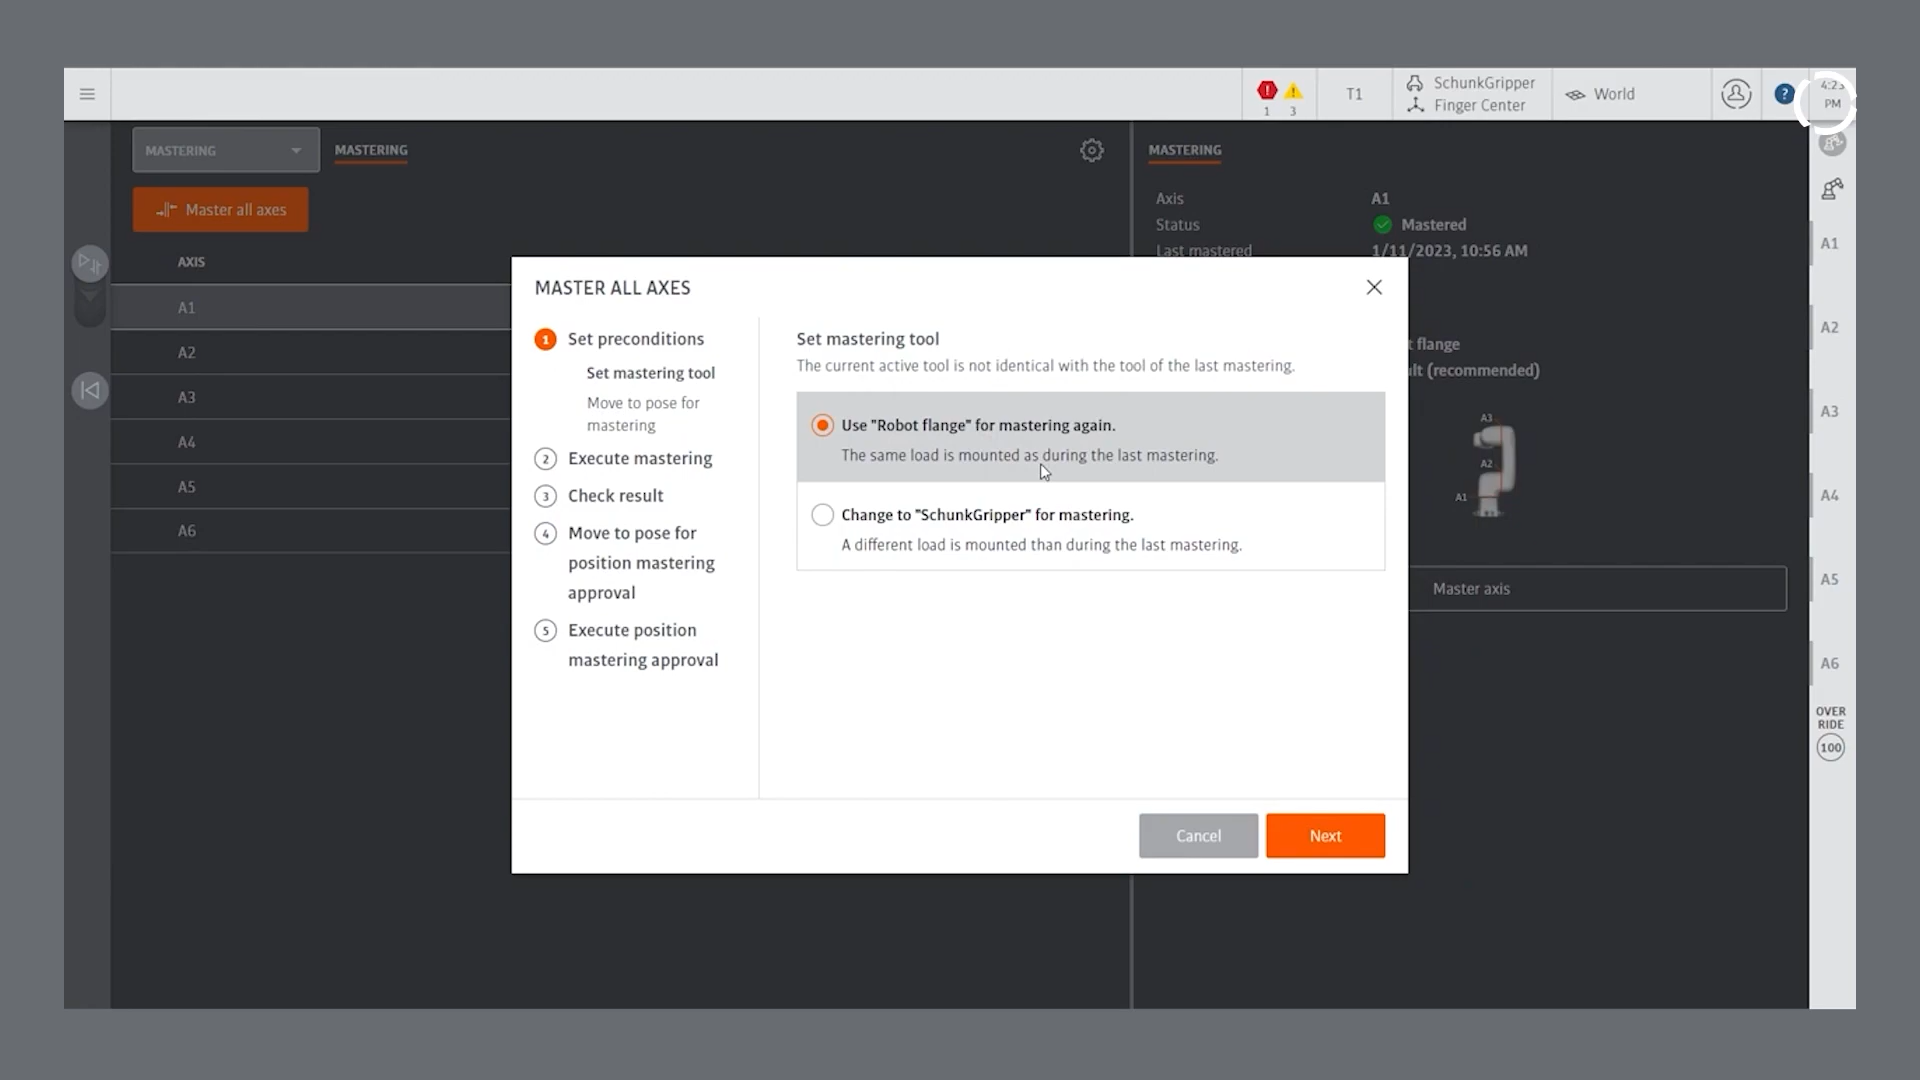 1
3
T1
SchunkGripper
Finger Center
World
?
PM
MASTERING
MASTERING
Master all axes
AXIS
A1
A2
A3
A4
A5
A6
MASTERING
Axis
A1
Status
Mastered
Last mastered
1/11/2023, 10:56 AM
flange
(recommended)
A3
A2
A1
Master axis
MASTER ALL AXES
1 Set preconditions
Set mastering tool
Move to pose for
mastering
2 Execute mastering
3 Check result
4 Move to pose for
position mastering
approval
5 Execute position
mastering approval
Set mastering tool
The current active tool is not identical with the tool of the last mastering.
Use "Robot flange" for mastering again.
The same load is mounted as during the last mastering.
Change to "SchunkGripper" for mastering.
A different load is mounted than during the last mastering.
Cancel
Next
A1
A2
A3
A4
A5
A6
OVER
RIDE
100